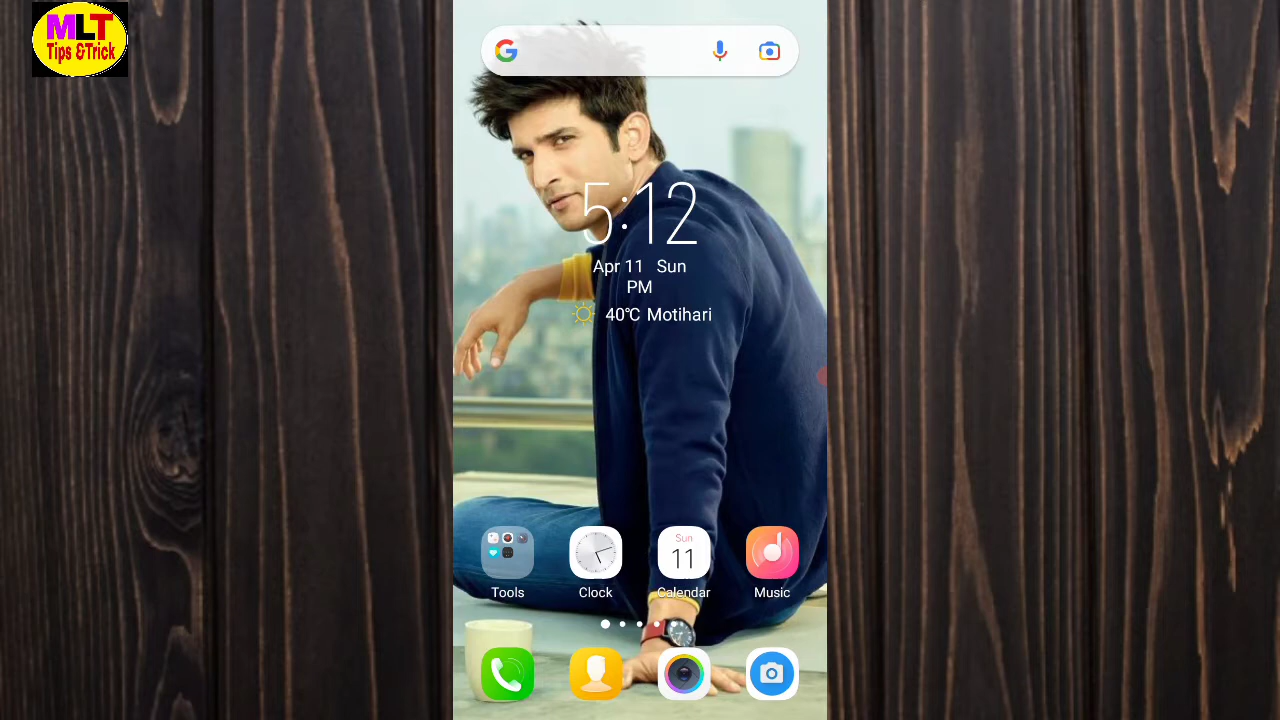 MLT
Tips &Trick
5:12
Apr 11 Sun
PM
40℃ Motihari
Sun
11
Tools
Clock
Calendar
Music